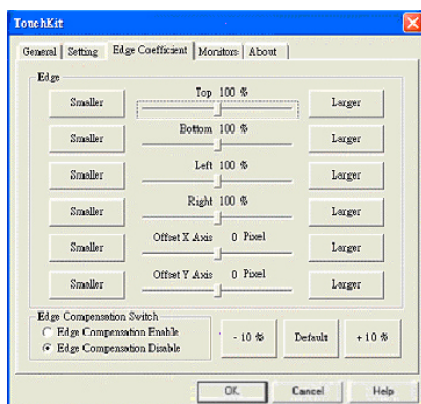 TouchKit
General Setting Edge Coefficient Monitors About
Edge
Smaller Top 100 % Larger
Smaller Bottom 100 % Larger
Smaller Left 100 % Larger
Smaller Right 100 % Larger
Smaller Offset X Axis 0 Pixel Larger
Smaller Offset Y Axis 0 Pixel Larger
Edge Compensation Switch
Edge Compensation Enable
Edge Compensation Disable
- 10 % Default + 10 %
OK Cancel Help